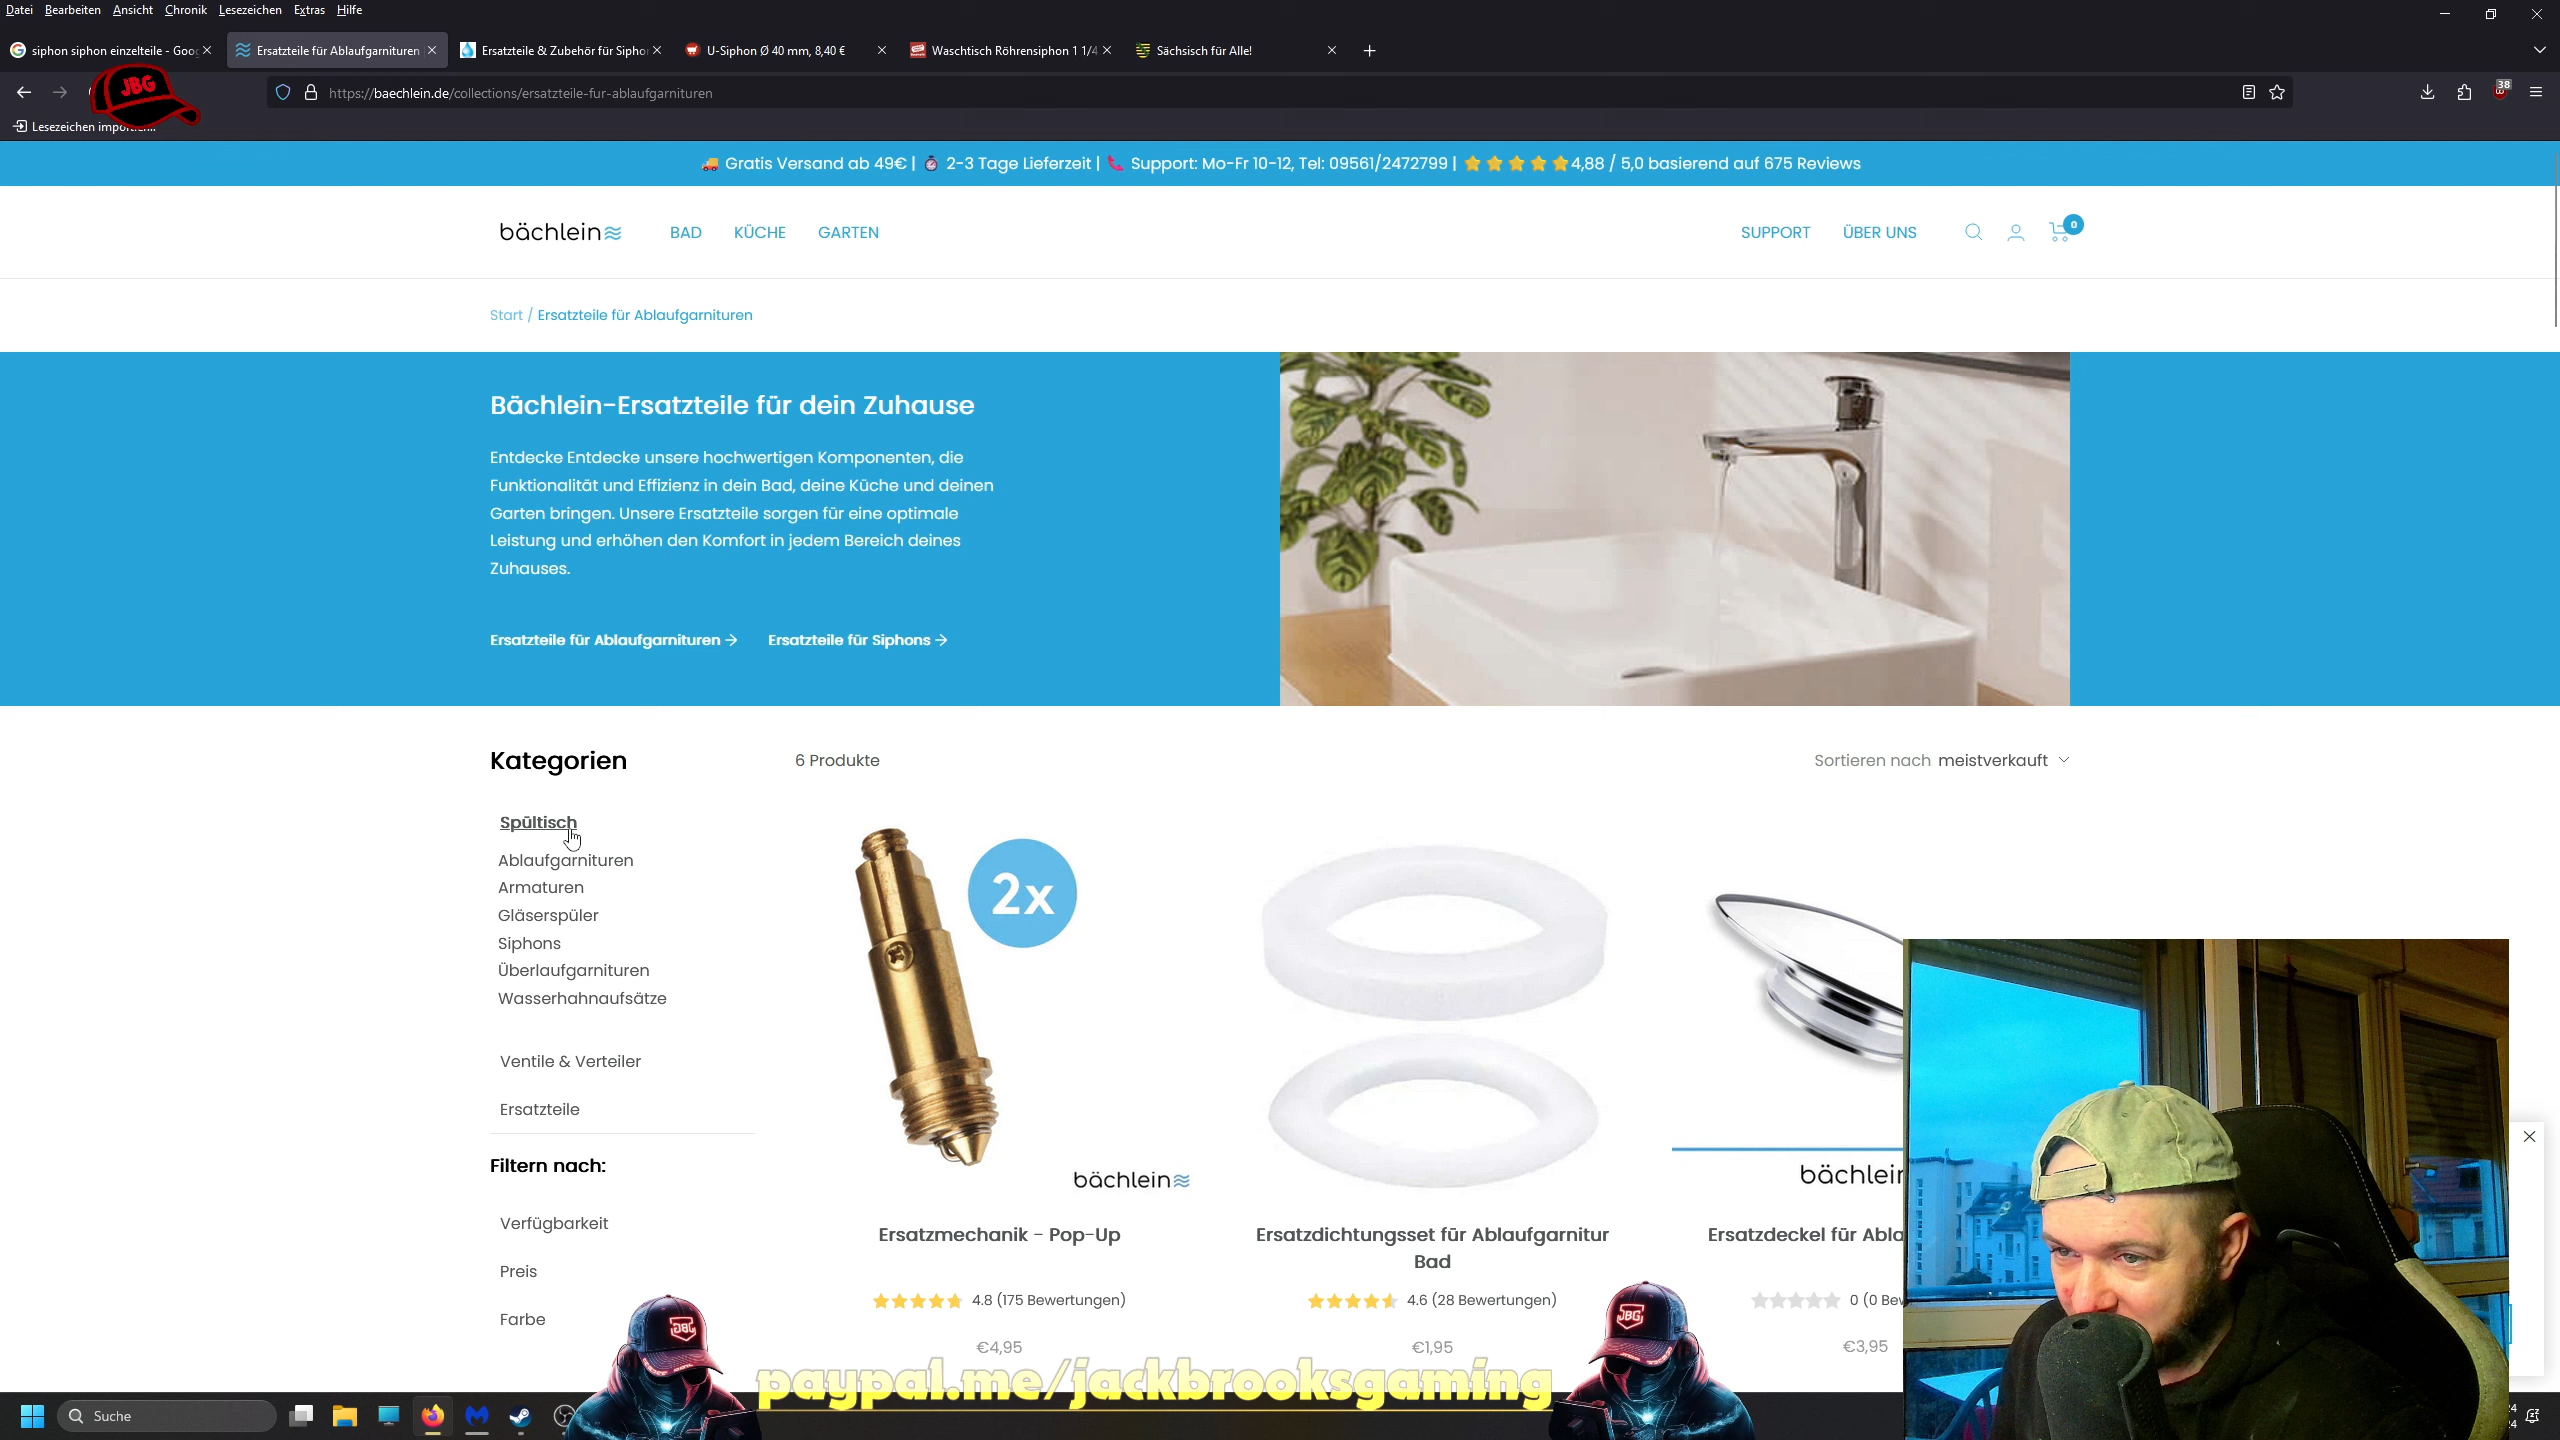 Datei Bearbeiten Ansicht Chronik Lesezeichen Extras Hilfe
siphon siphon einzelteile - Goo
Ersatzteile für Ablaufgarnituren
Ersatzteile & Zubehör für Sipho
U-Siphon Ø 40 mm, 8,40 €
Waschtisch Röhrensiphon 1 1/4
Sächsisch für Alle!
JBG
https://baechlein.de/collections/ersatzteile-fur-ablaufgarnituren
38
Lesezeichen
🚚 Gratis Versand ab 49€ | ⏱ 2-3 Tage Lieferzeit | 📞 Support: Mo-Fr 10-12, Tel: 09561/2472799 | ⭐⭐⭐⭐⭐4,88 / 5,0 basierend auf 675 Reviews
bächlein
BAD KÜCHE GARTEN
SUPPORT ÜBER UNS
0
Start / Ersatzteile für Ablaufgarnituren
Bächlein-Ersatzteile für dein Zuhause
Entdecke Entdecke unsere hochwertigen Komponenten, die
Funktionalität und Effizienz in dein Bad, deine Küche und deinen
Garten bringen. Unsere Ersatzteile sorgen für eine optimale
Leistung und erhöhen den Komfort in jedem Bereich deines
Zuhauses.
Ersatzteile für Ablaufgarnituren → Ersatzteile für Siphons →
Kategorien
6 Produkte
Sortieren nach meistverkauft
Spültisch
Ablaufgarnituren
Armaturen
Gläserspüler
Siphons
Überlaufgarnituren
Wasserhahnaufsätze
Ventile & Verteiler
Ersatzteile
Filtern nach:
Verfügbarkeit
Preis
Farbe
2x
bächlein
Ersatzmechanik - Pop-Up
4.8 (175 Bewertungen)
€4,95
Ersatzdichtungsset für Ablaufgarnitur
Bad
4.6 (28 Bewertungen)
€1,95
bächlein
Ersatzdeckel für Abla
0 (0 Bew
€3,95
JBG
paypal.me/jackbrooksgaming
Suche